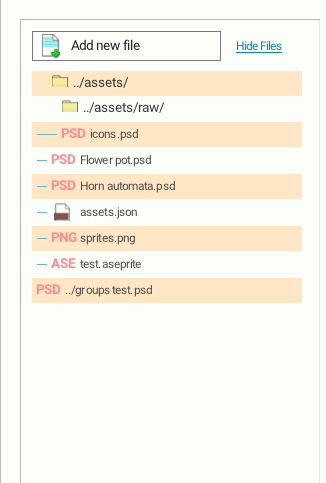 Add new file
Hide Files
../assets/
../assets/raw/
PSD icons.psd
PSD Flower pot.psd
PSD Horn automata.psd
assets.json
PNG sprites.png
ASE test.aseprite
PSD ../groups test.psd